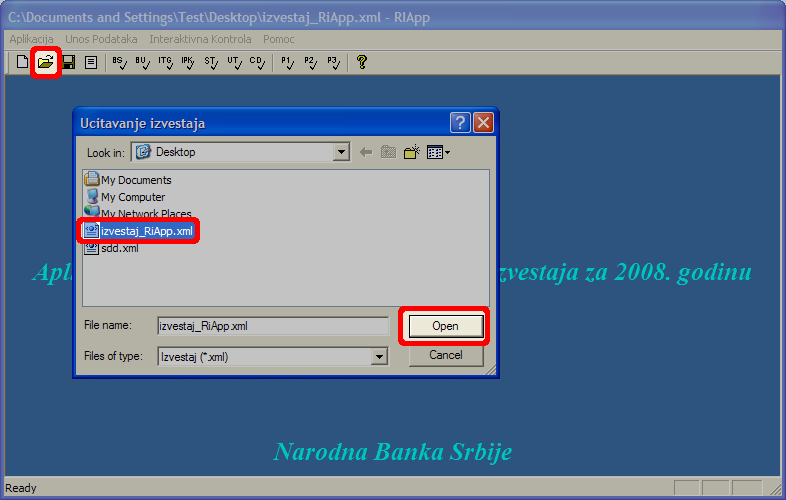 C:\Documents and Settings\Test\Desktop\izvestaj_RiApp.xml - RIApp
Aplikacija Unos Podataka Interaktivna Kontrola Pomoc
BS BU ITG IPK ST UT CD P1 P2 P3
Ucitavanje izvestaja
Look in: Desktop
My Documents
My Computer
My Network Places
izvestaj_RiApp.xml
sdd.xml
zvestaja za 2008. godinu
File name: izvestaj_RiApp.xml
Open
Files of type: Izvestaj (*.xml)
Cancel
Narodna Banka Srbije
Ready